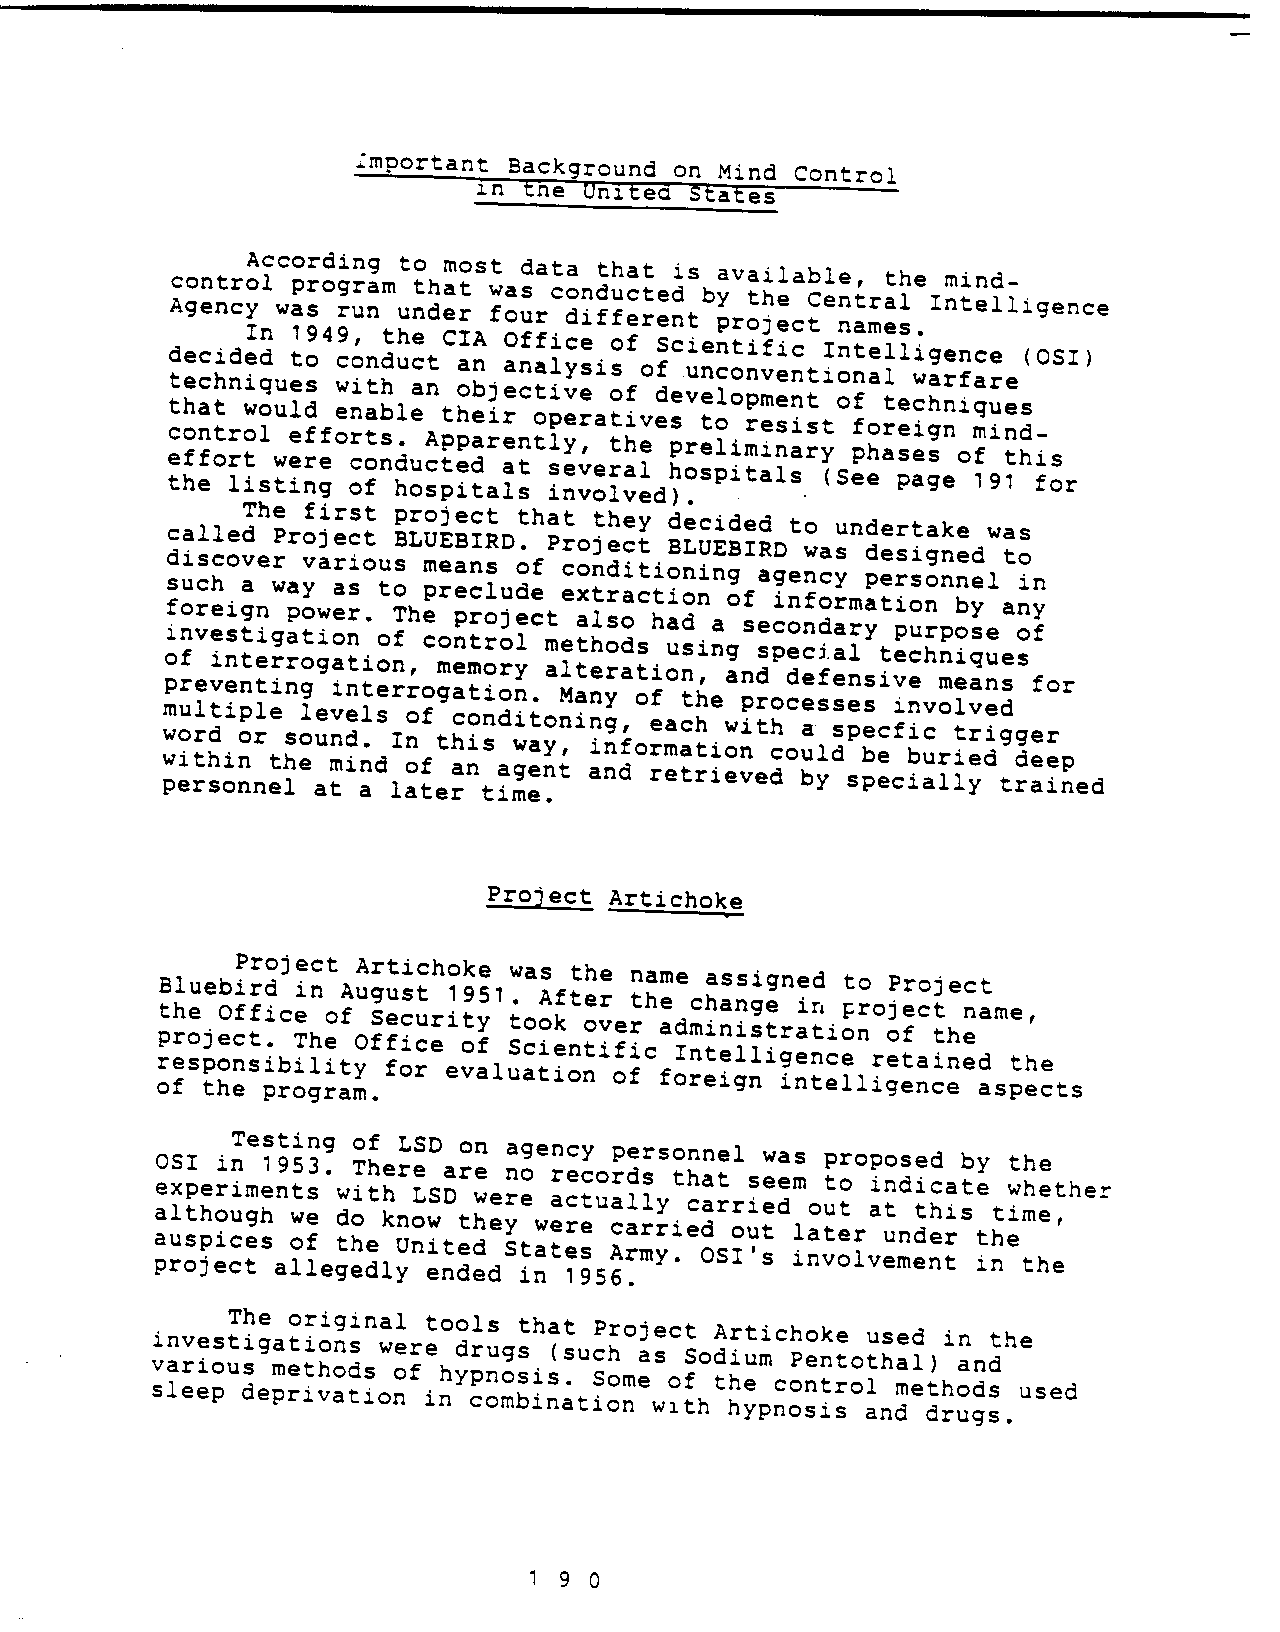 Important Background on Mind Control
in the United States
According to most data that is available, the mind-
control program that was conducted by the Central Intelligence
Agency was run under four different project names.
In 1949, the CIA Office of Scientific Intelligence (OSI)
decided to conduct an analysis of unconventional warfare
techniques with an objective of development of techniques
that would enable their operatives to resist foreign mind-
control efforts. Apparently, the preliminary phases of this
effort were conducted at several hospitals (See page 191 for
the listing of hospitals involved).
The first project that they decided to undertake was
called Project BLUEBIRD. Project BLUEBIRD was designed to
discover various means of conditioning agency personnel in
such a way as to preclude extraction of information by any
foreign power. The project also had a secondary purpose of
investigation of control methods using special techniques
of interrogation, memory alteration, and defensive means for
preventing interrogation. Many of the processes involved
multiple levels of conditoning, each with a specfic trigger
word or sound. In this way, information could be buried deep
within the mind of an agent and retrieved by specially trained
personnel at a later time.
Project Artichoke
Project Artichoke was the name assigned to Project
Bluebird in August 1951. After the change in project name,
the Office of Security took over administration of the
project. The Office of Scientific Intelligence retained the
responsibility for evaluation of foreign intelligence aspects
of the program.
Testing of LSD on agency personnel was proposed by the
OSI in 1953. There are no records that seem to indicate whether
experiments with LSD were actually carried out at this time,
although we do know they were carried out later under the
auspices of the United States Army. OSI's involvement in the
project allegedly ended in 1956.
The original tools that Project Artichoke used in the
investigations were drugs (such as Sodium Pentothal) and
various methods of hypnosis. Some of the control methods used
sleep deprivation in combination with hypnosis and drugs.
1 9 0